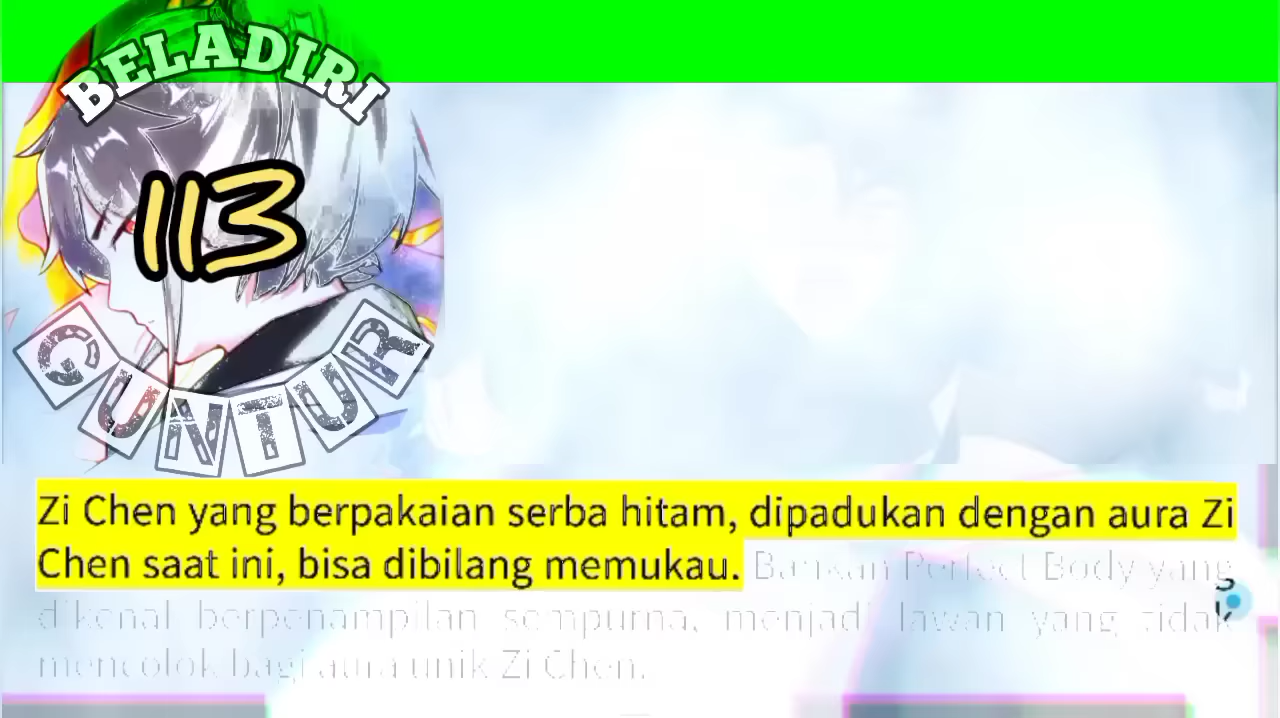 BELADIRI
113
GUNTUR
Zi Chen yang berpakaian serba hitam, dipadukan dengan aura Zi
Chen saat ini, bisa dibilang memukau. Bahkan Perfect Body yang
dikenal berpenampilan sempurna, menjadi lawan yang tidak
mencolok bagi aura unik Zi Chen.